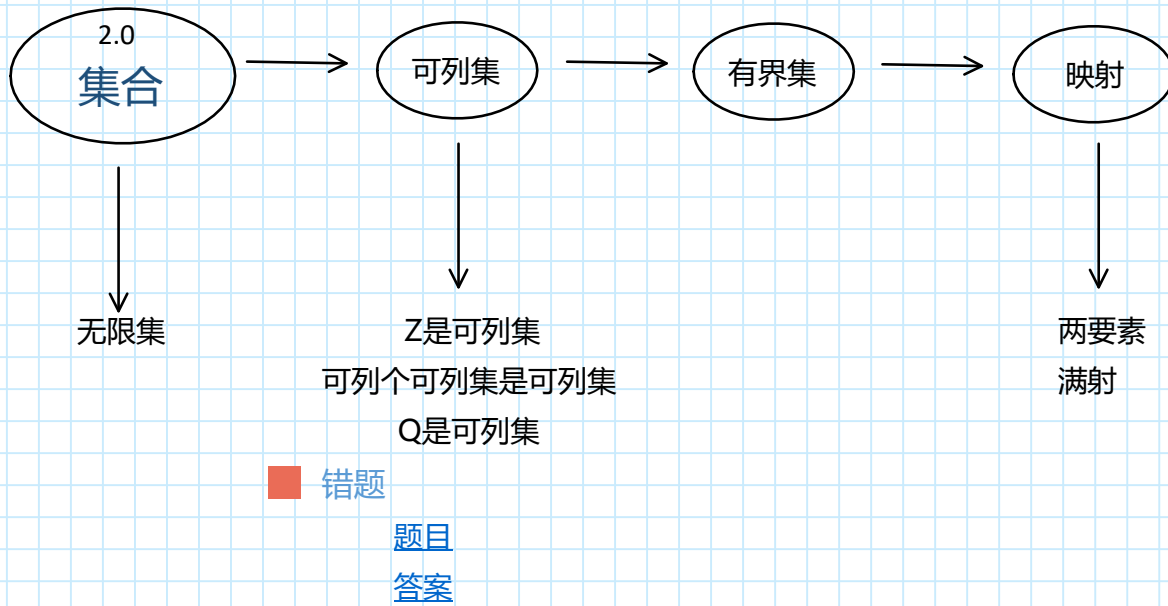 2.0
集合
可列集
有界集
映射
无限集
Z是可列集
可列个可列集是可列集
Q是可列集
两要素
满射
错题
题目
答案